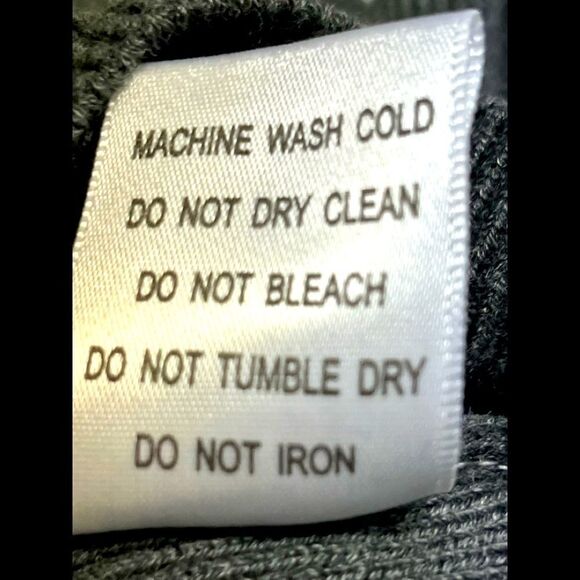 MACHINE WASH COLD
DO NOT DRY CLEAN
DO NOT BLEACH
DO NOT TUMBLE DRY
DO NOT IRON